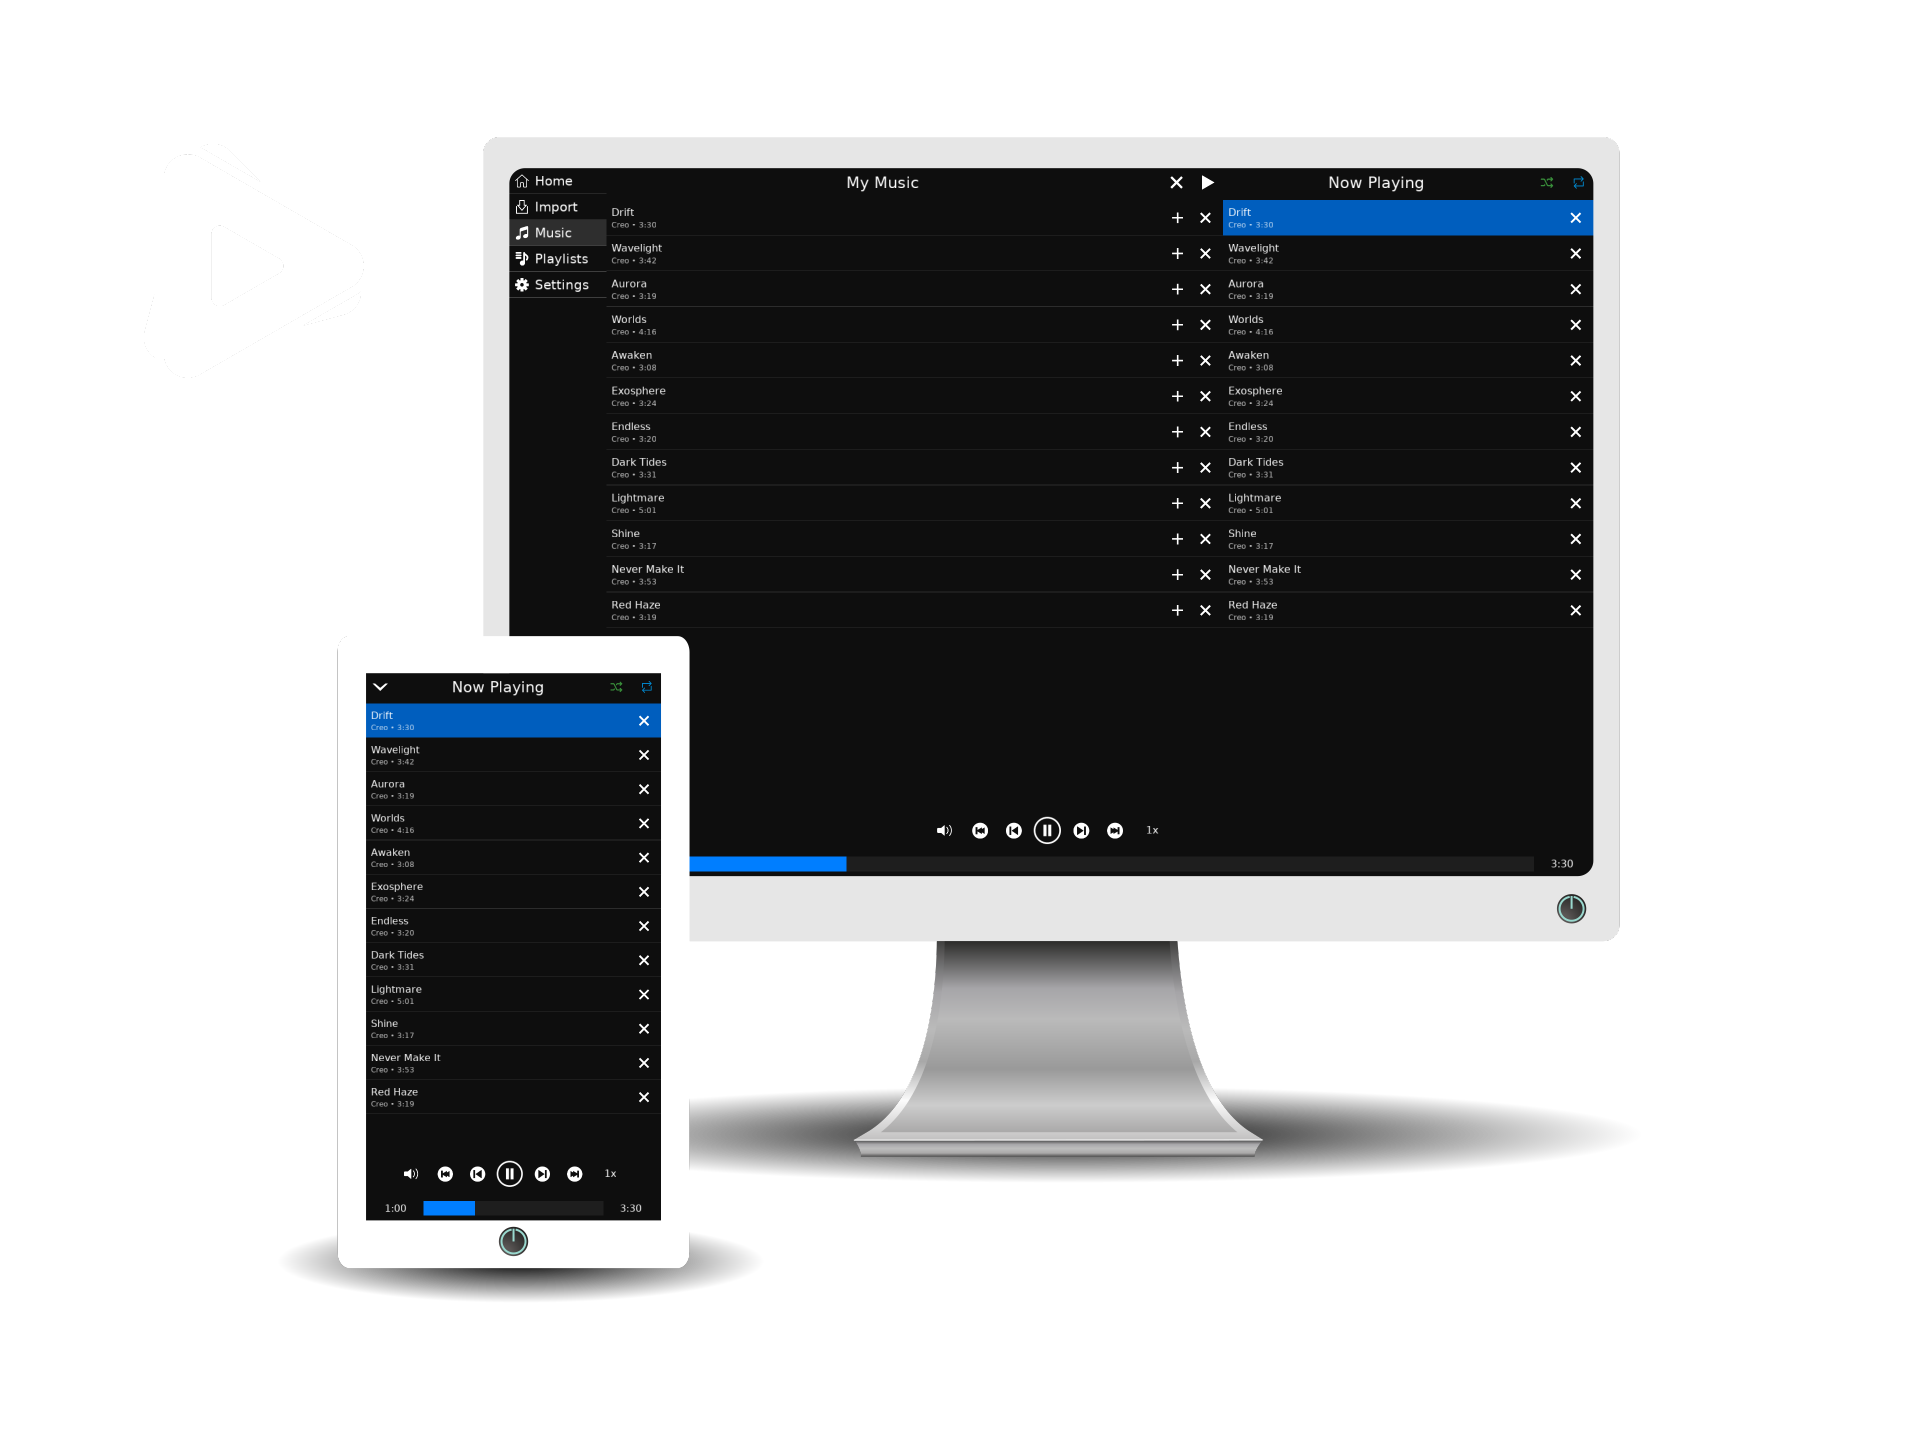 Home
Import
Music
Playlists
Settings
My Music
Drift
Creo • 3:30
Wavelight
Creo • 3:42
Aurora
Creo • 3:19
Worlds
Creo • 4:16
Awaken
Creo • 3:08
Exosphere
Creo • 3:24
Endless
Creo • 3:20
Dark Tides
Creo • 3:31
Lightmare
Creo • 5:01
Shine
Creo • 3:17
Never Make It
Creo • 3:53
Red Haze
Creo • 3:19
Now Playing
Drift
Creo • 3:30
Wavelight
Creo • 3:42
Aurora
Creo • 3:19
Worlds
Creo • 4:16
Awaken
Creo • 3:08
Exosphere
Creo • 3:24
Endless
Creo • 3:20
Dark Tides
Creo • 3:31
Lightmare
Creo • 5:01
Shine
Creo • 3:17
Never Make It
Creo • 3:53
Red Haze
Creo • 3:19
1x
3:30
Now Playing
Drift
Creo • 3:30
Wavelight
Creo • 3:42
Aurora
Creo • 3:19
Worlds
Creo • 4:16
Awaken
Creo • 3:08
Exosphere
Creo • 3:24
Endless
Creo • 3:20
Dark Tides
Creo • 3:31
Lightmare
Creo • 5:01
Shine
Creo • 3:17
Never Make It
Creo • 3:53
Red Haze
Creo • 3:19
1x
1:00 3:30